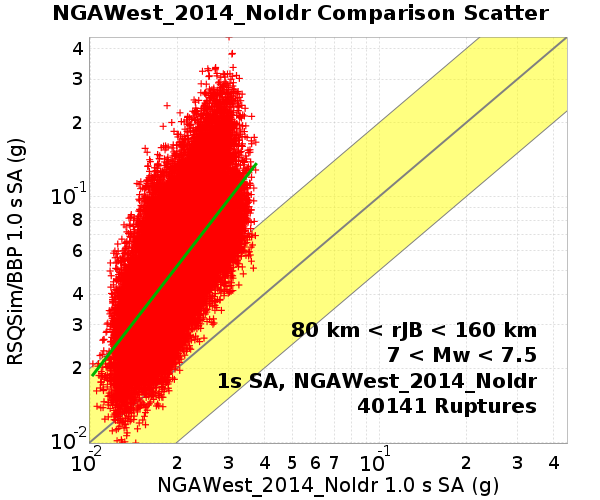 NGAWest_2014_NoIdr Comparison Scatter
RSQSim/BBP 1.0 s SA (g)
4
3
2
10-1
8
6
4
3
2
10-2
80 km < rJB < 160 km
7 < Mw < 7.5
1s SA, NGAWest_2014_NoIdr
40141 Ruptures
10-2 2 3 4 5 6 7 10-1 2 3 4
NGAWest_2014_NoIdr 1.0 s SA (g)